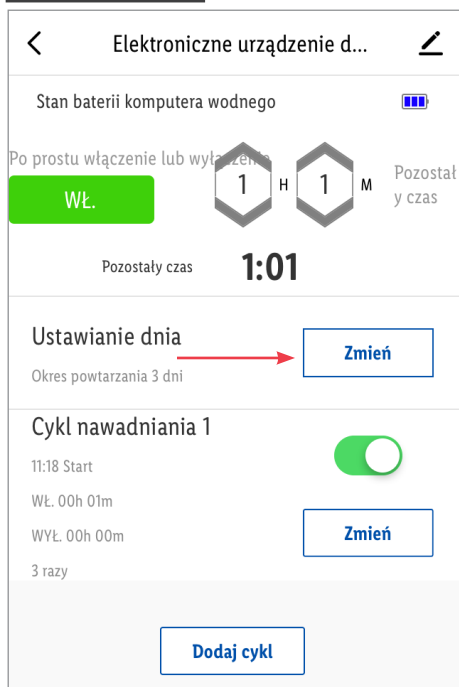 Elektroniczne urządzenie d...
Stan baterii komputera wodnego
Po prostu włączenie lub wyłączenie
WŁ.
1 H 1 M
Pozostał
y czas
Pozostały czas 1:01
Ustawianie dnia
Zmień
Okres powtarzania 3 dni
Cykl nawadniania 1
11:18 Start
WŁ. 00h 01m
WYŁ. 00h 00m
Zmień
3 razy
Dodaj cykl